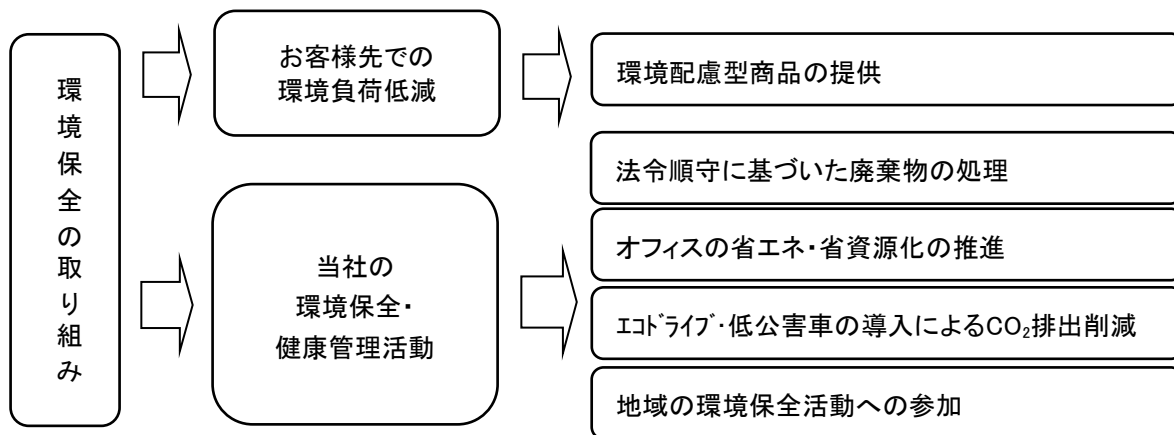 環境保全の取り組み
お客様先での
環境負荷低減
環境配慮型商品の提供
当社の
環境保全・
健康管理活動
法令順守に基づいた廃棄物の処理
オフィスの省エネ・省資源化の推進
ｴｺﾄﾞﾗｲﾌﾞ・低公害車の導入によるCO₂排出削減
地域の環境保全活動への参加